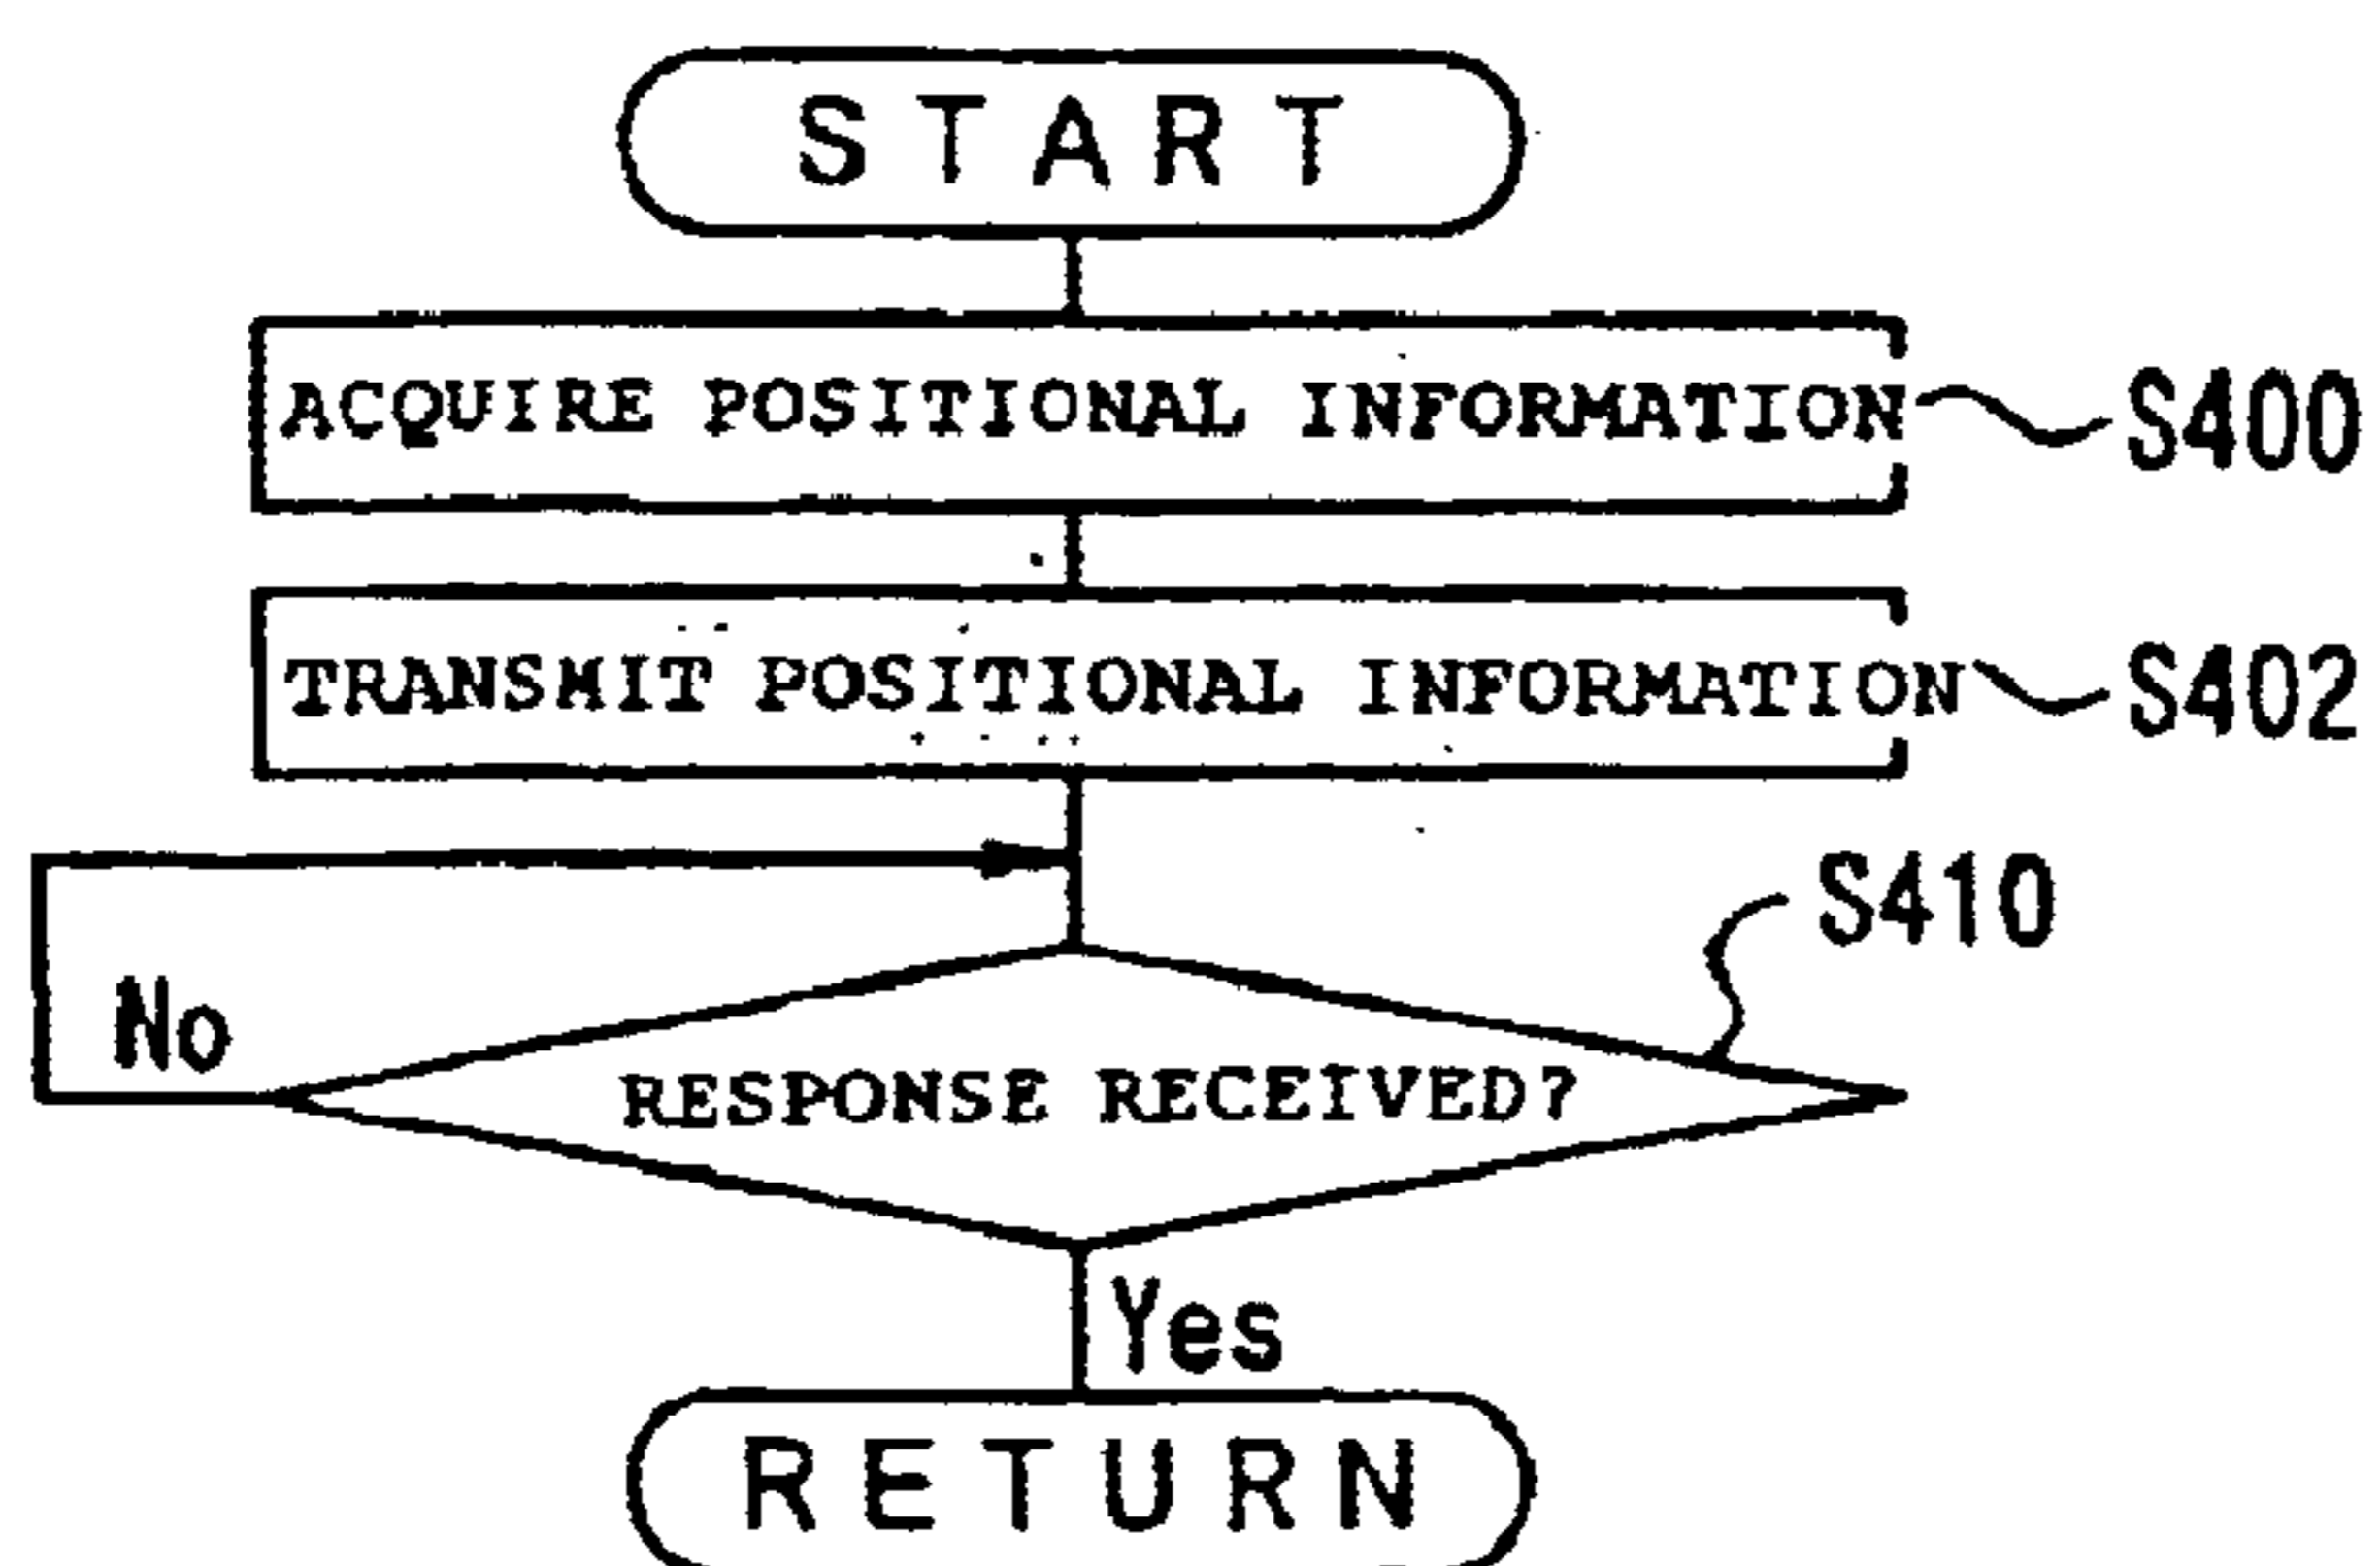 START
ACQUIRE POSITIONAL INFORMATION
S400
TRANSMIT POSITIONAL INFORMATION
S402
S410
No
RESPONSE RECEIVED?
Yes
RETURN